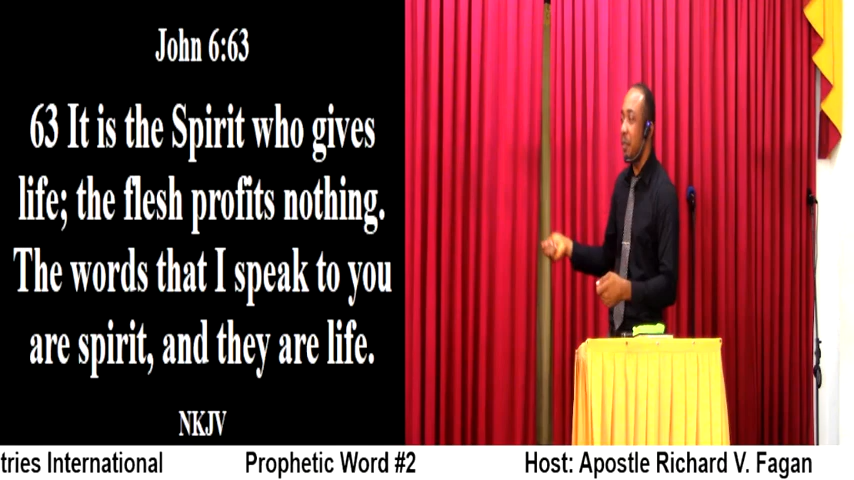 John 6:63
63 It is the Spirit who gives
life; the flesh profits nothing.
The words that I speak to you
are spirit, and they are life.
NKJV
tries International Prophetic Word #2 Host: Apostle Richard V. Fagan